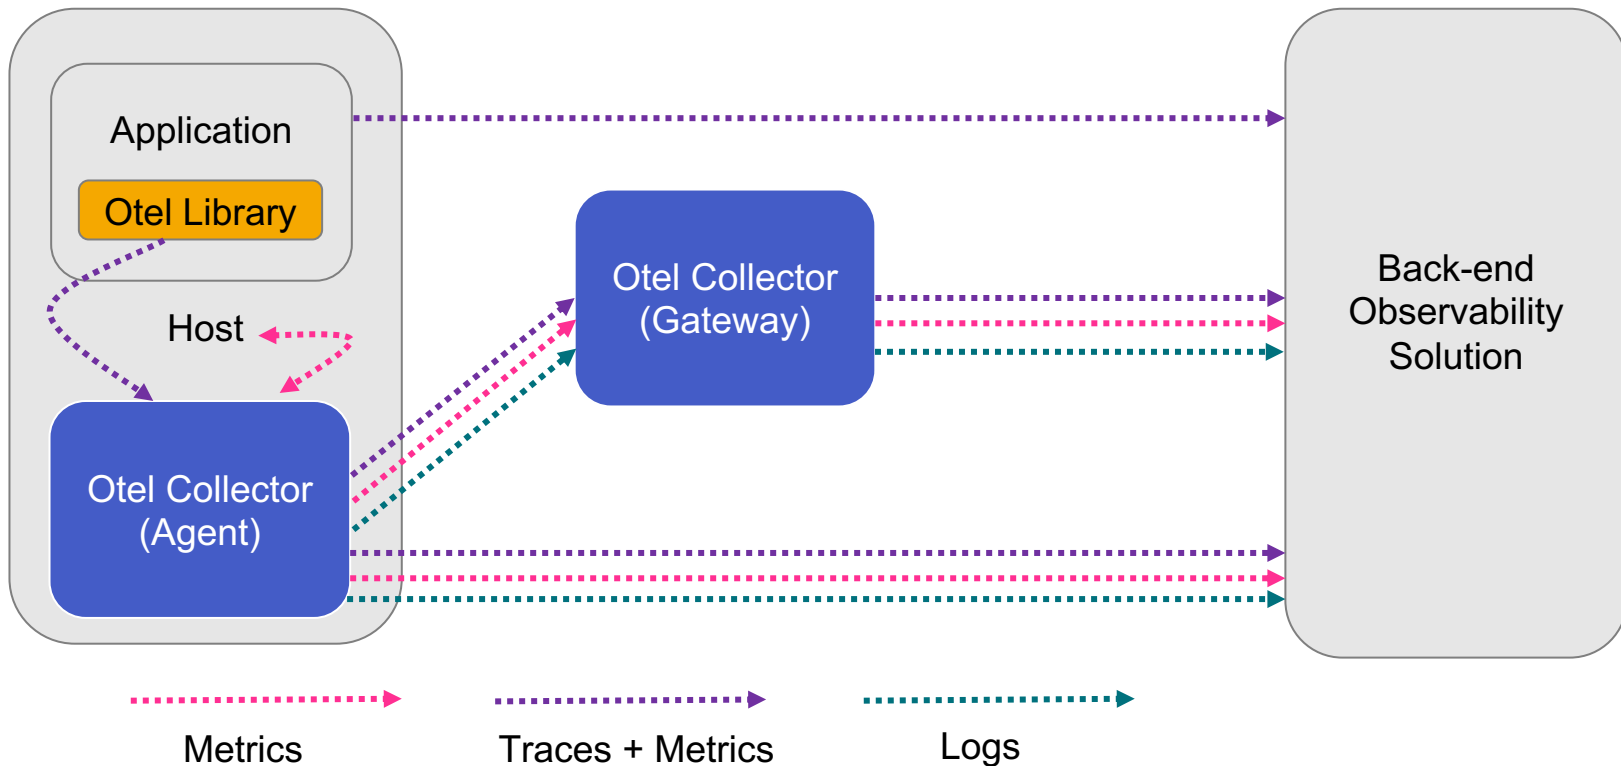 Application
Otel Library
Host
Otel Collector
(Agent)
Otel Collector
(Gateway)
Back-end
Observability
Solution
Metrics
Traces + Metrics
Logs